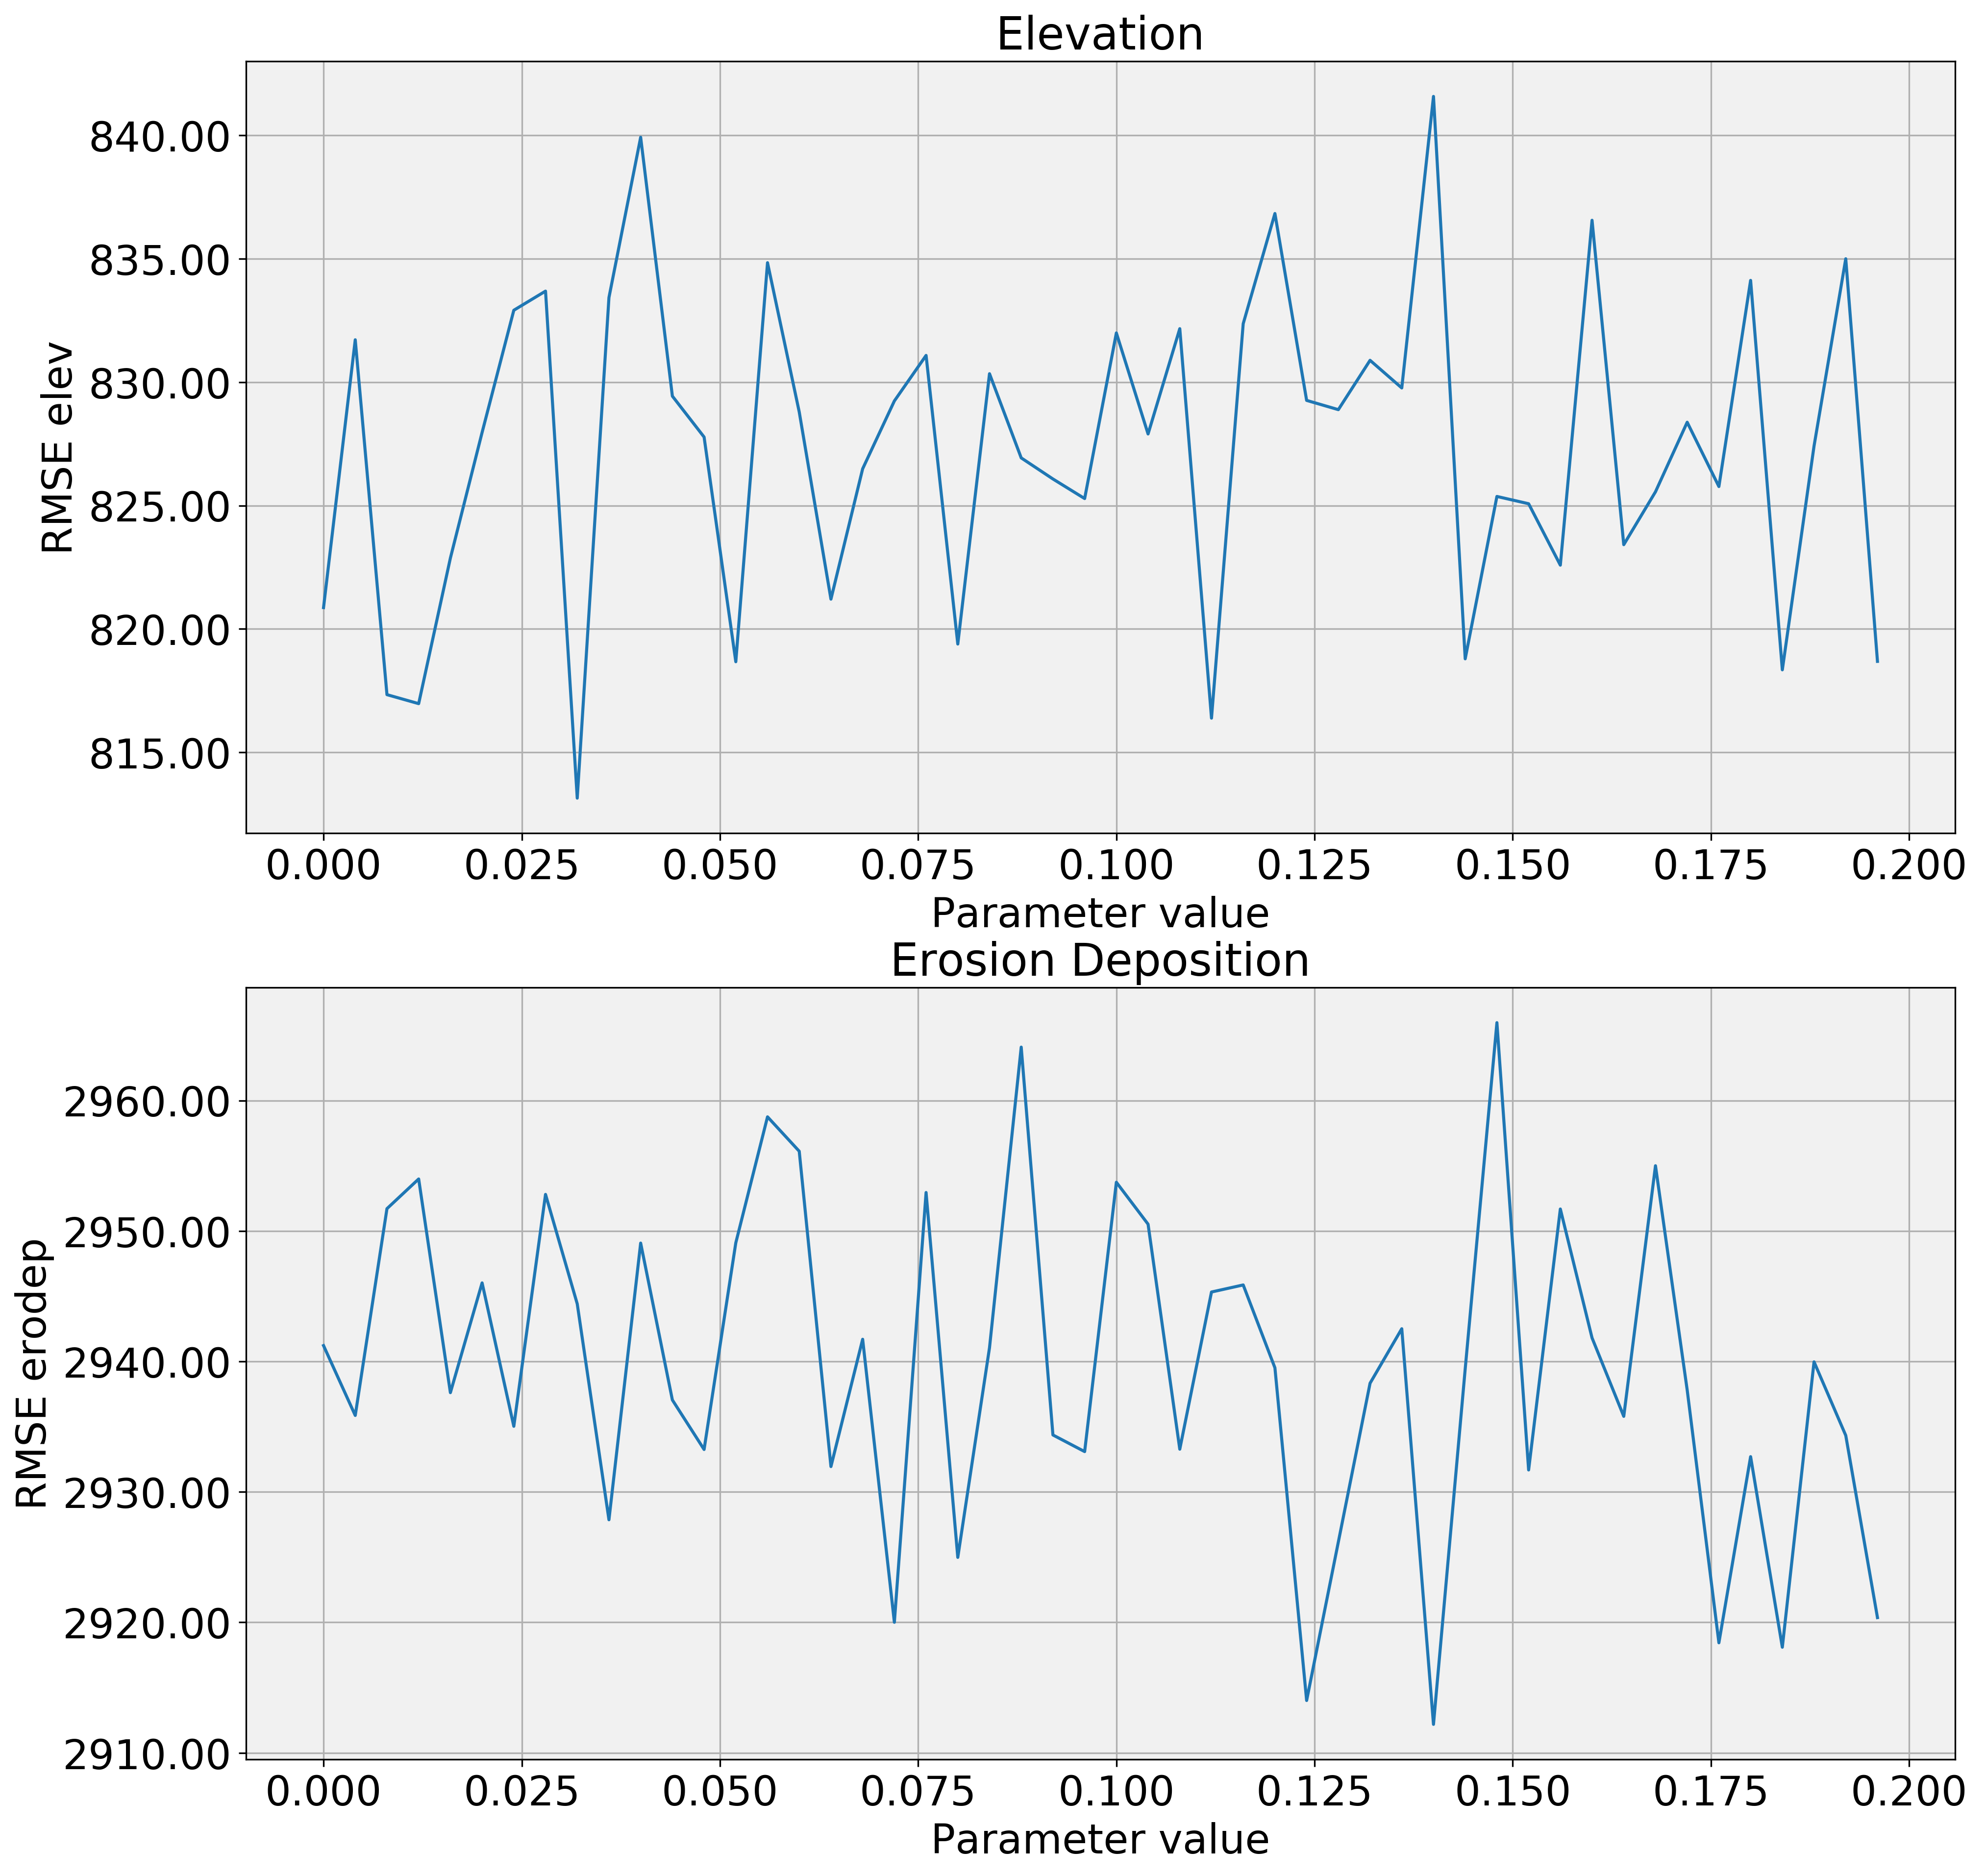 Elevation
RMSE elev
840.00
835.00
830.00
825.00
820.00
815.00
0.000 0.025 0.050 0.075 0.100 0.125 0.150 0.175 0.200
Parameter value
Erosion Deposition
RMSE erodep
2960.00
2950.00
2940.00
2930.00
2920.00
2910.00
0.000 0.025 0.050 0.075 0.100 0.125 0.150 0.175 0.200
Parameter value